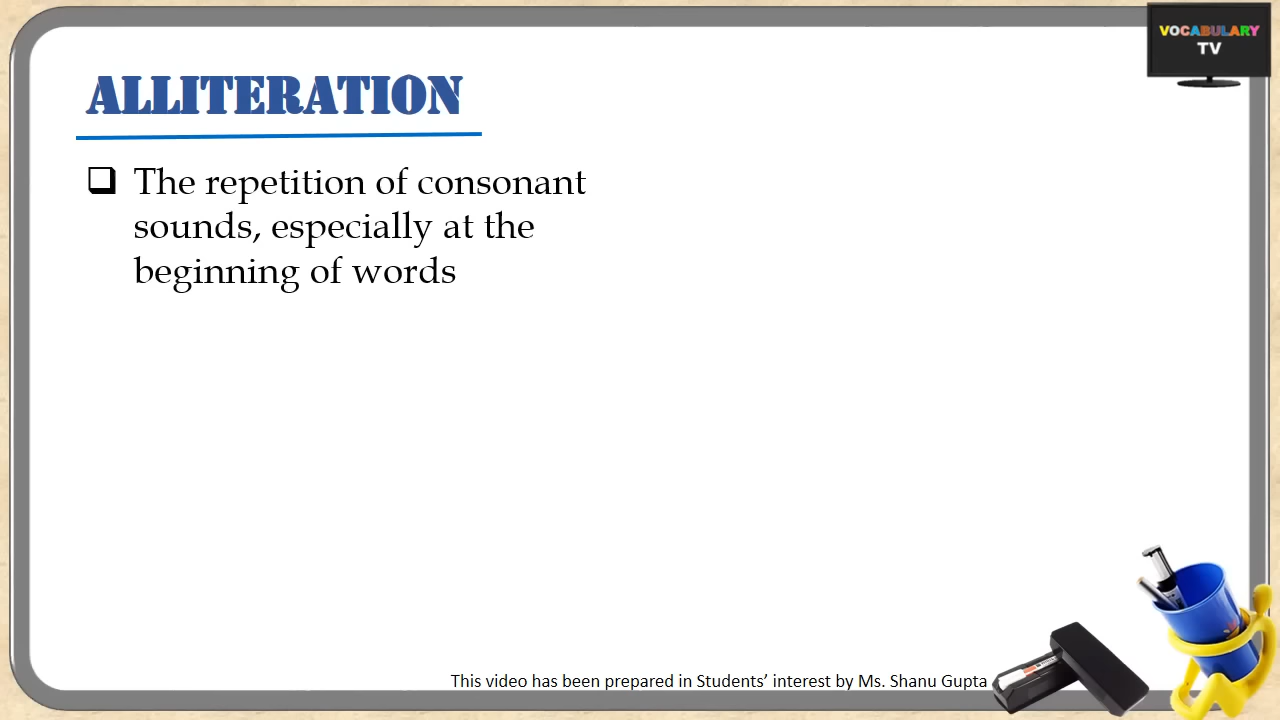 VOCABULARY
TV
ALLITERATION
❑ The repetition of consonant
sounds, especially at the
beginning of words
This video has been prepared in Students’ interest by Ms. Shanu Gupta